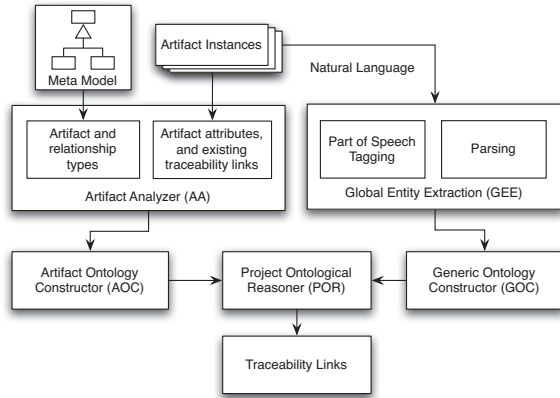 Meta Model
Artifact Instances
Natural Language
Artifact and
relationship
types
Artifact attributes,
and existing
traceability links
Artifact Analyzer (AA)
Part of Speech
Tagging
Parsing
Global Entity Extraction (GEE)
Artifact Ontology
Constructor (AOC)
Project Ontological
Reasoner (POR)
Generic Ontology
Constructor (GOC)
Traceability Links